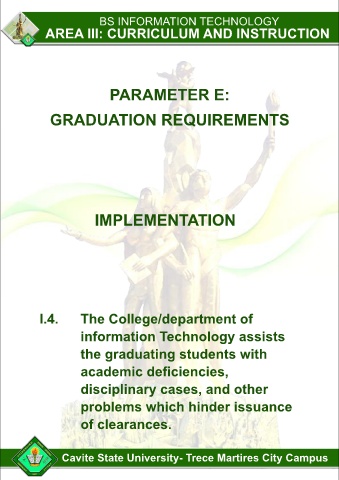 BS INFORMATION TECHNOLOGY
AREA III: CURRICULUM AND INSTRUCTION
PARAMETER E:
GRADUATION REQUIREMENTS
IMPLEMENTATION
I.4. The College/department of
information Technology assists
the graduating students with
academic deficiencies,
disciplinary cases, and other
problems which hinder issuance
of clearances.
Cavite State University- Trece Martires City Campus